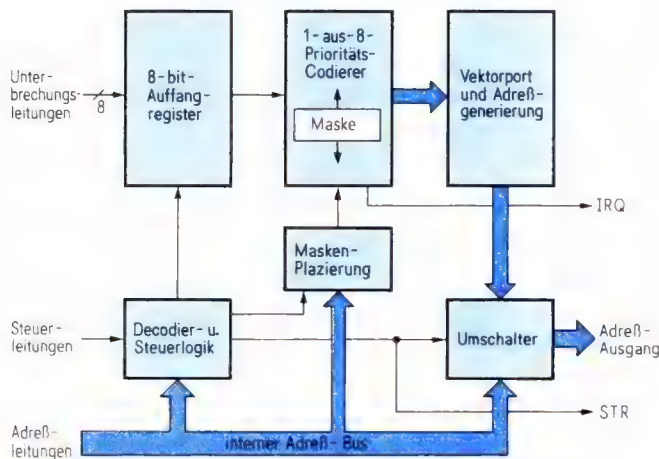 Unter-
brechungs-
leitungen
8
8-bit-
Auffang-
register
1-aus-8-
Prioritäts-
Codierer
Maske
Vektorport
und Adreß-
generierung
IRQ
Masken-
Plazierung
Steuer-
leitungen
Decodier- u.
Steuerlogik
Umschalter
Adreß-
Ausgang
STR
Adreß-
leitungen
interner Adreß-Bus